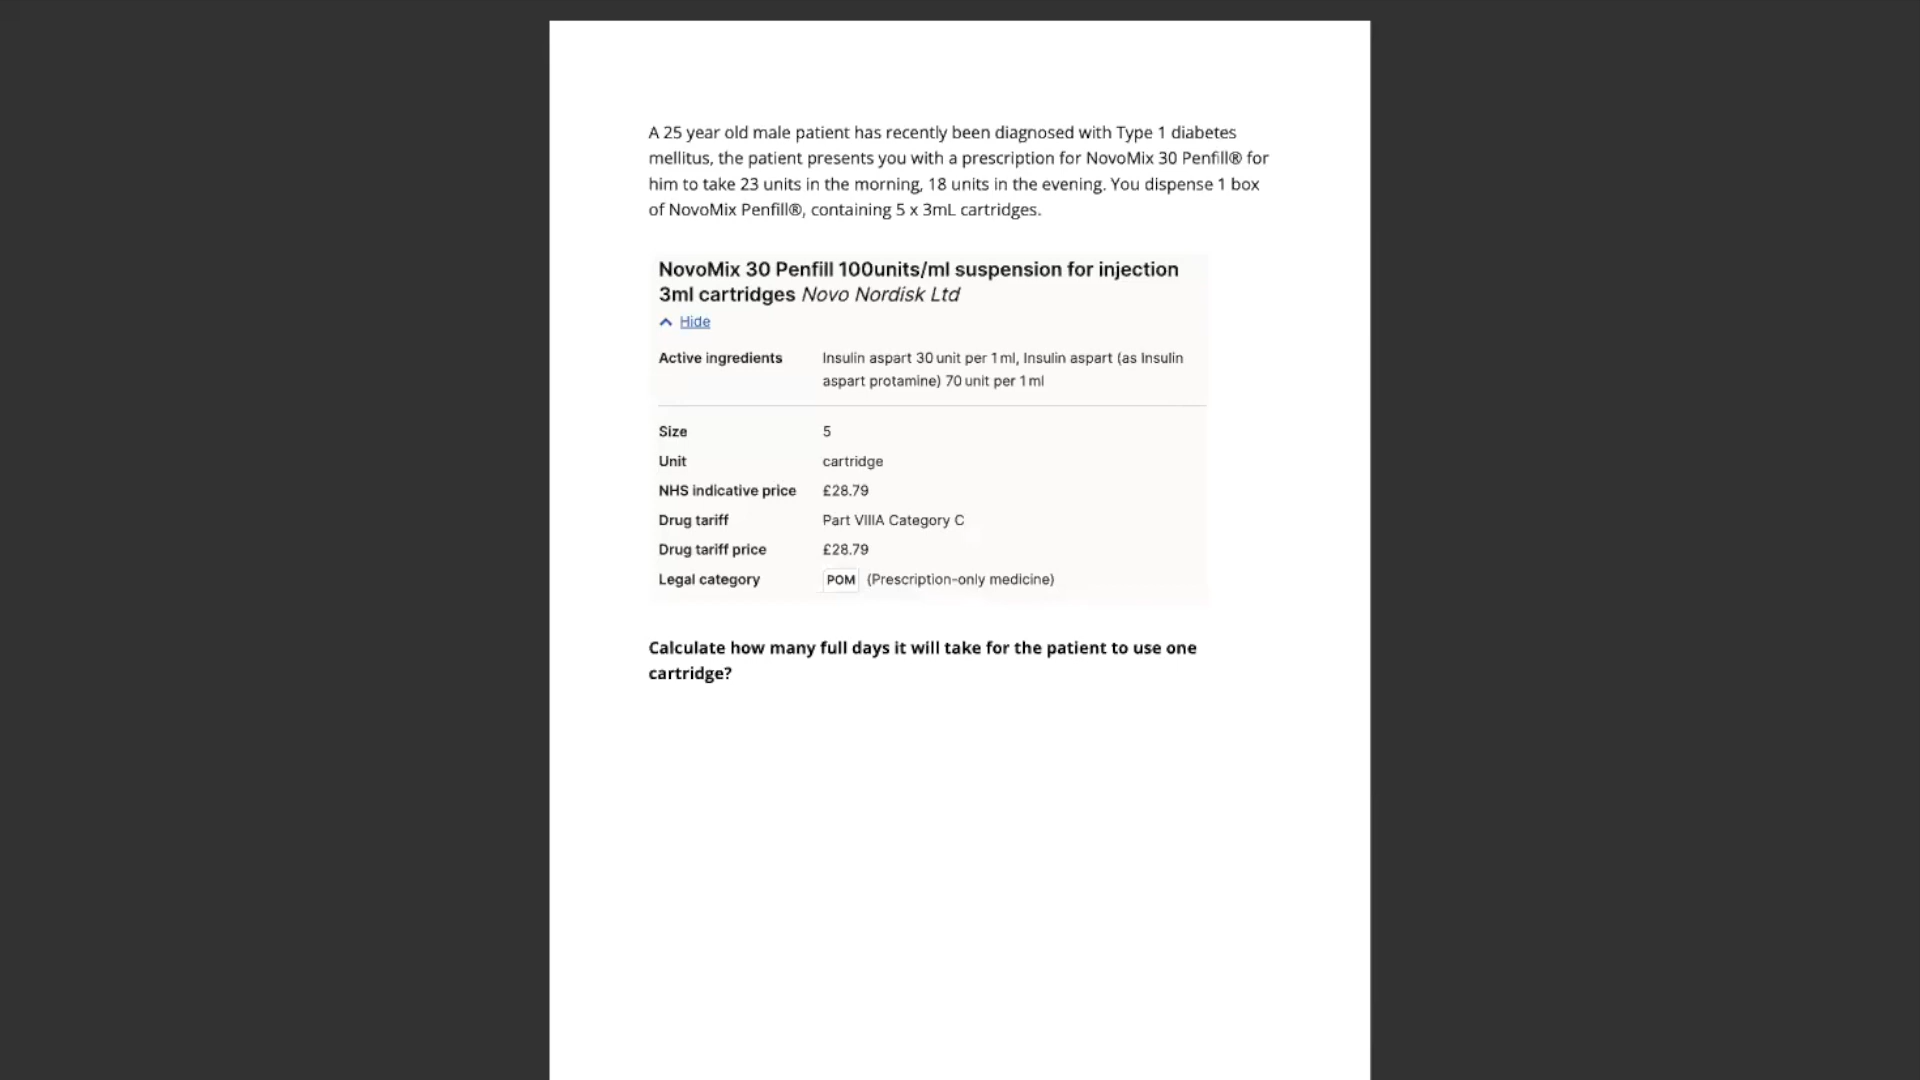 A 25 year old male patient has recently been diagnosed with Type 1 diabetes
mellitus, the patient presents you with a prescription for NovoMix 30 Penfill® for
him to take 23 units in the morning, 18 units in the evening. You dispense 1 box
of NovoMix Penfill®, containing 5 x 3mL cartridges.
NovoMix 30 Penfill 100units/ml suspension for injection
3ml cartridges Novo Nordisk Ltd
Hide
Active ingredients Insulin aspart 30 unit per 1 ml, Insulin aspart (as Insulin
aspart protamine) 70 unit per 1 ml
Size 5
Unit cartridge
NHS indicative price £28.79
Drug tariff Part VIIIA Category C
Drug tariff price £28.79
Legal category POM (Prescription-only medicine)
Calculate how many full days it will take for the patient to use one
cartridge?